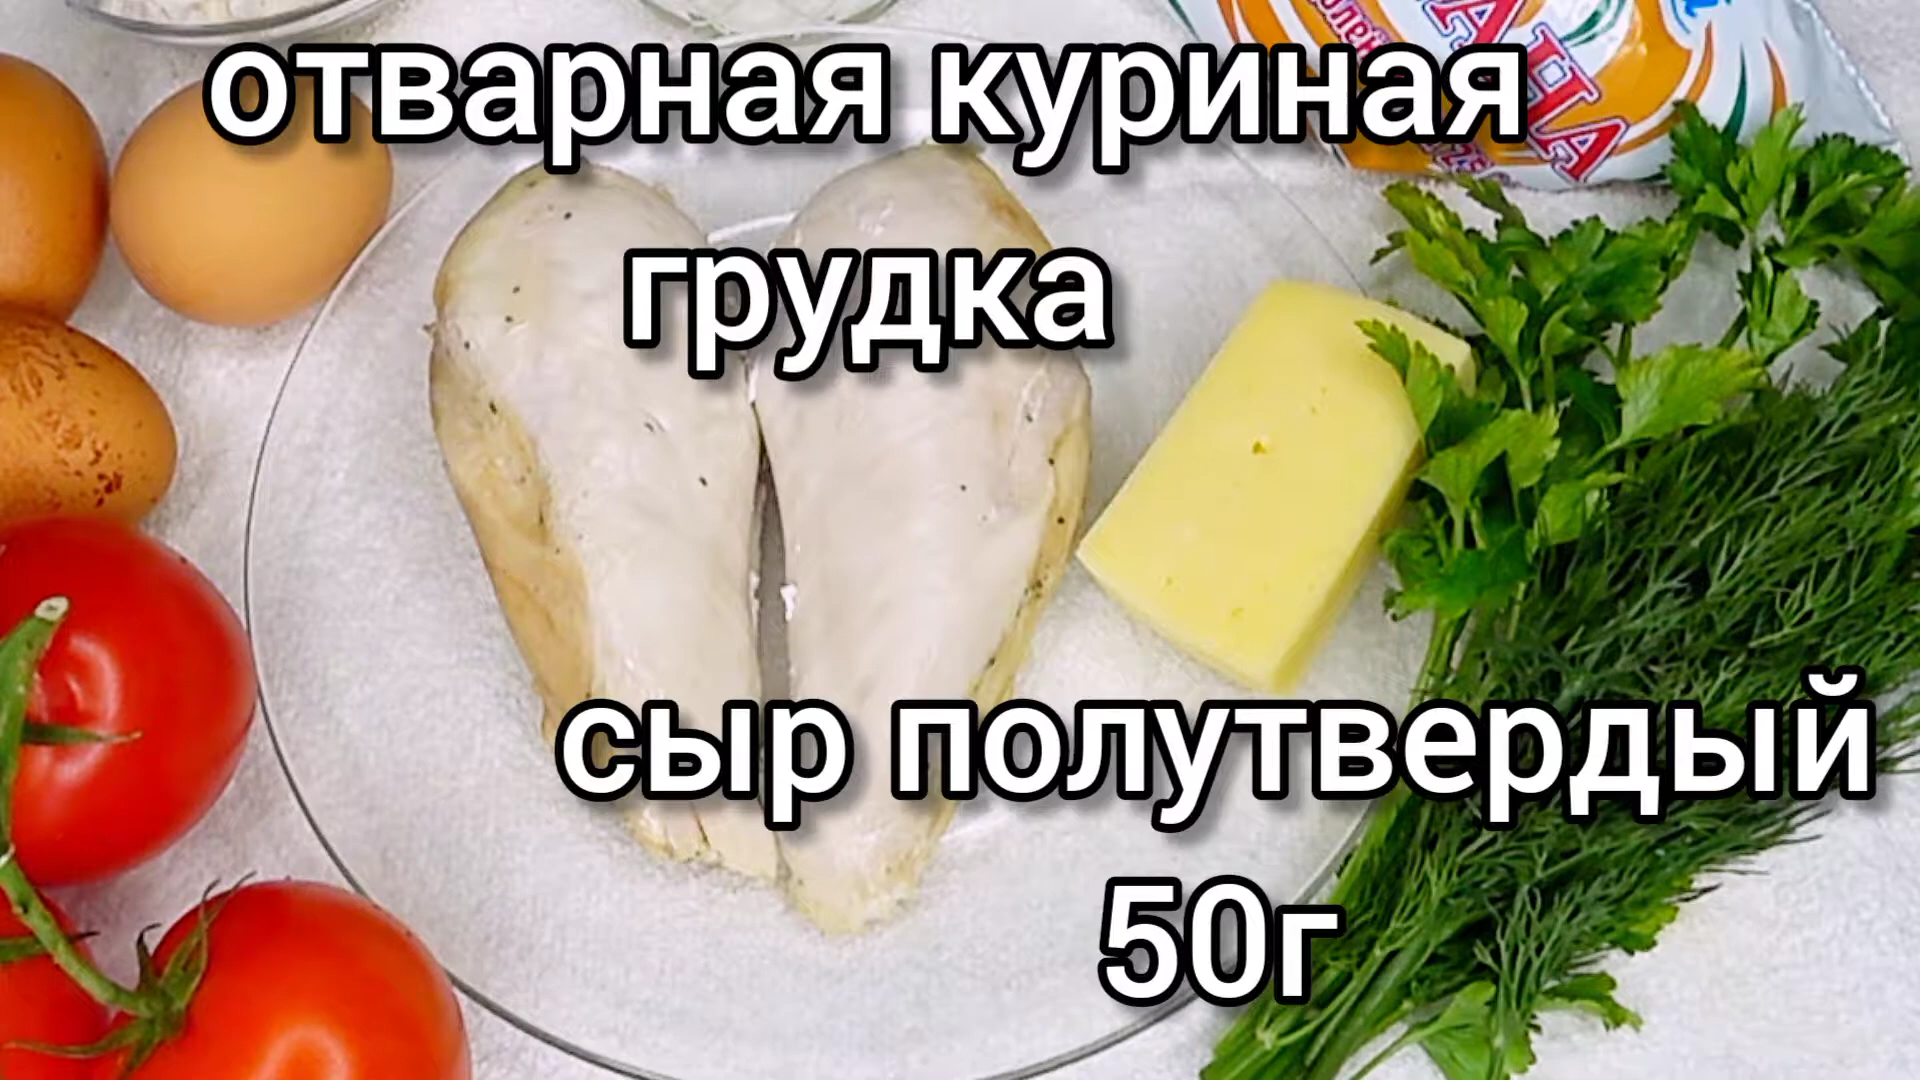 отварная куриная
грудка
сыр полутвердый
50г